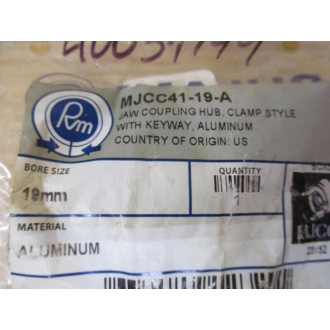 Rm
MJCC41-19-A
JAW COUPLING HUB, CLAMP STYLE
WITH KEYWAY, ALUMINUM
COUNTRY OF ORIGIN: US
BORE SIZE
QUANTITY
19mm
1
MATERIAL
ALUMINUM